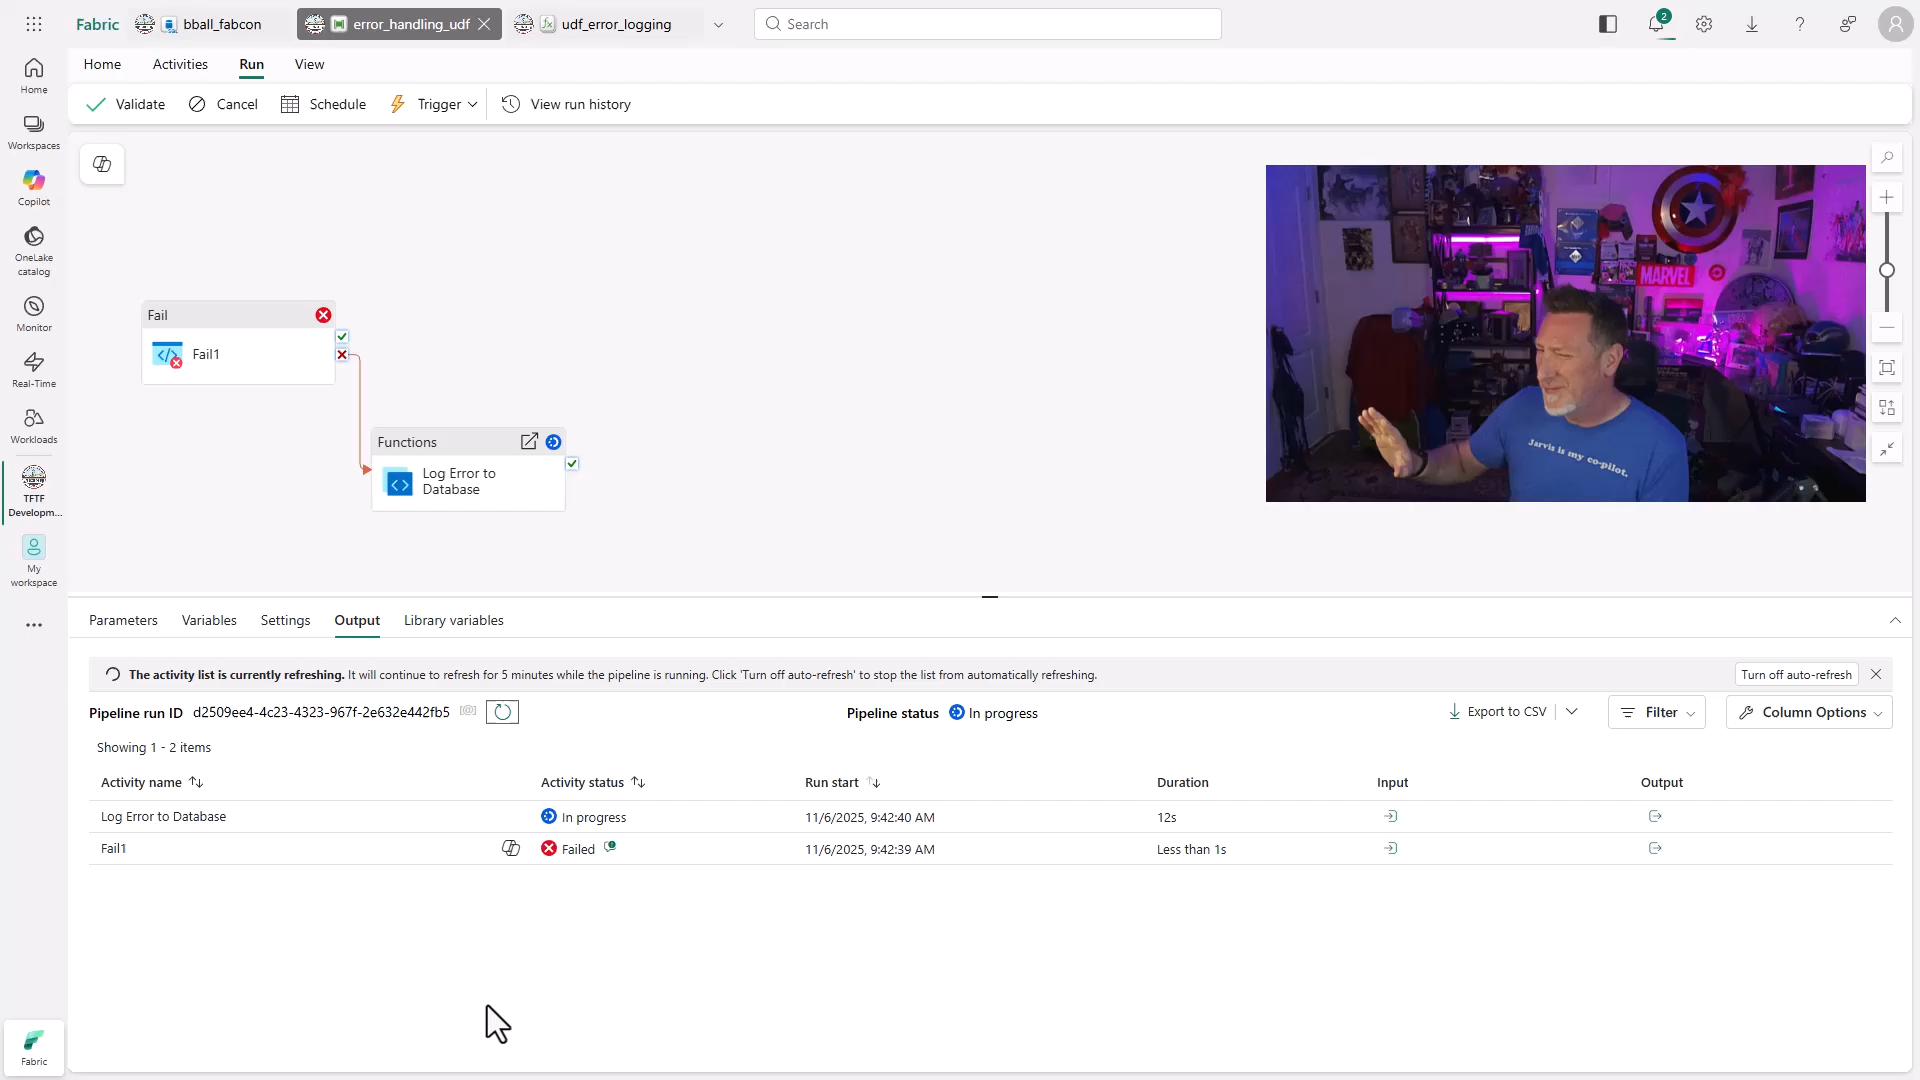 Fabric
bball_fabcon
error_handling_udf
udf_error_logging
Search
2
Home
Activities
Run
View
Validate
Cancel
Schedule
Trigger
View run history
Home
Workspaces
Copilot
OneLake
catalog
Monitor
Real-Time
Workloads
TFTF
Developm...
My
workspace
Fabric
Fail
Fail1
Functions
Log Error to
Database
MARVEL
Jarvis is my co-pilot.
Parameters
Variables
Settings
Output
Library variables
The activity list is currently refreshing. It will continue to refresh for 5 minutes while the pipeline is running. Click 'Turn off auto-refresh' to stop the list from automatically refreshing.
Turn off auto-refresh
Pipeline run ID d2509ee4-4c23-4323-967f-2e632e442fb5
Pipeline status In progress
Export to CSV
Filter
Column Options
Showing 1 - 2 items
Activity name Activity status Run start Duration Input Output
Log Error to Database In progress 11/6/2025, 9:42:40 AM 12s
Fail1 Failed 11/6/2025, 9:42:39 AM Less than 1s